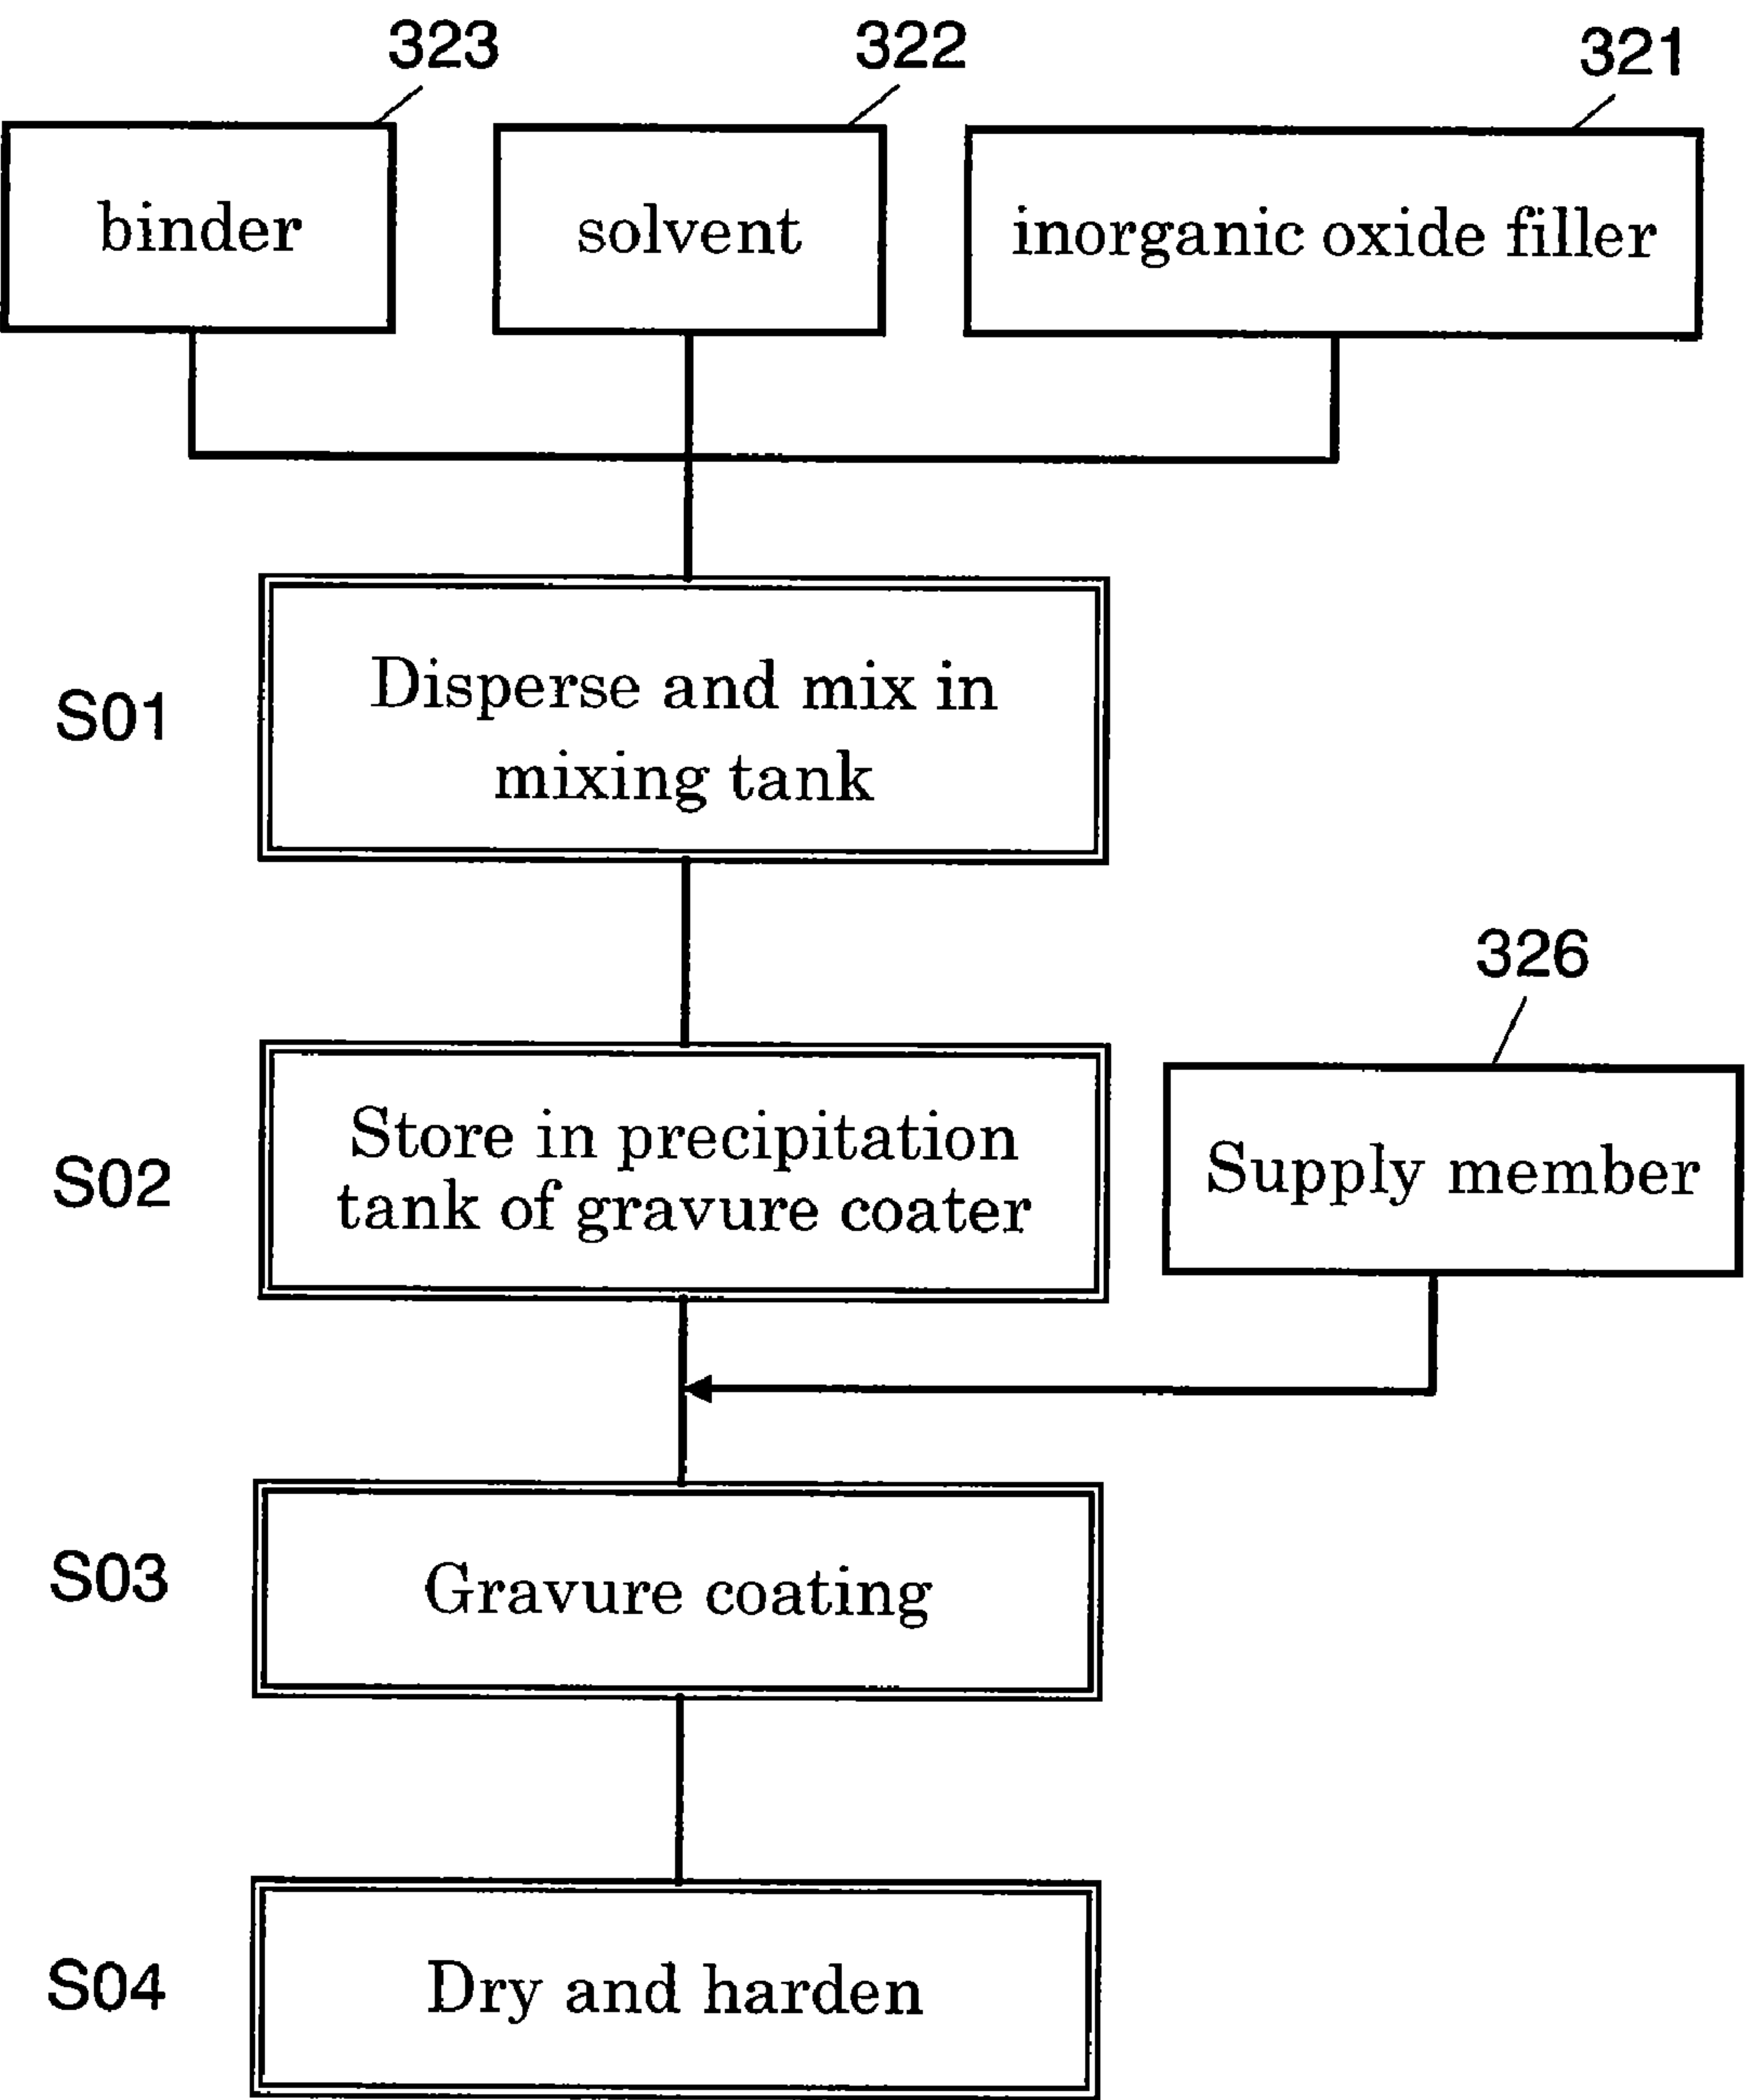 323
322
321
binder
solvent
inorganic oxide filler
S01
Disperse and mix in
mixing tank
326
S02
Store in precipitation
tank of gravure coater
Supply member
S03
Gravure coating
S04
Dry and harden